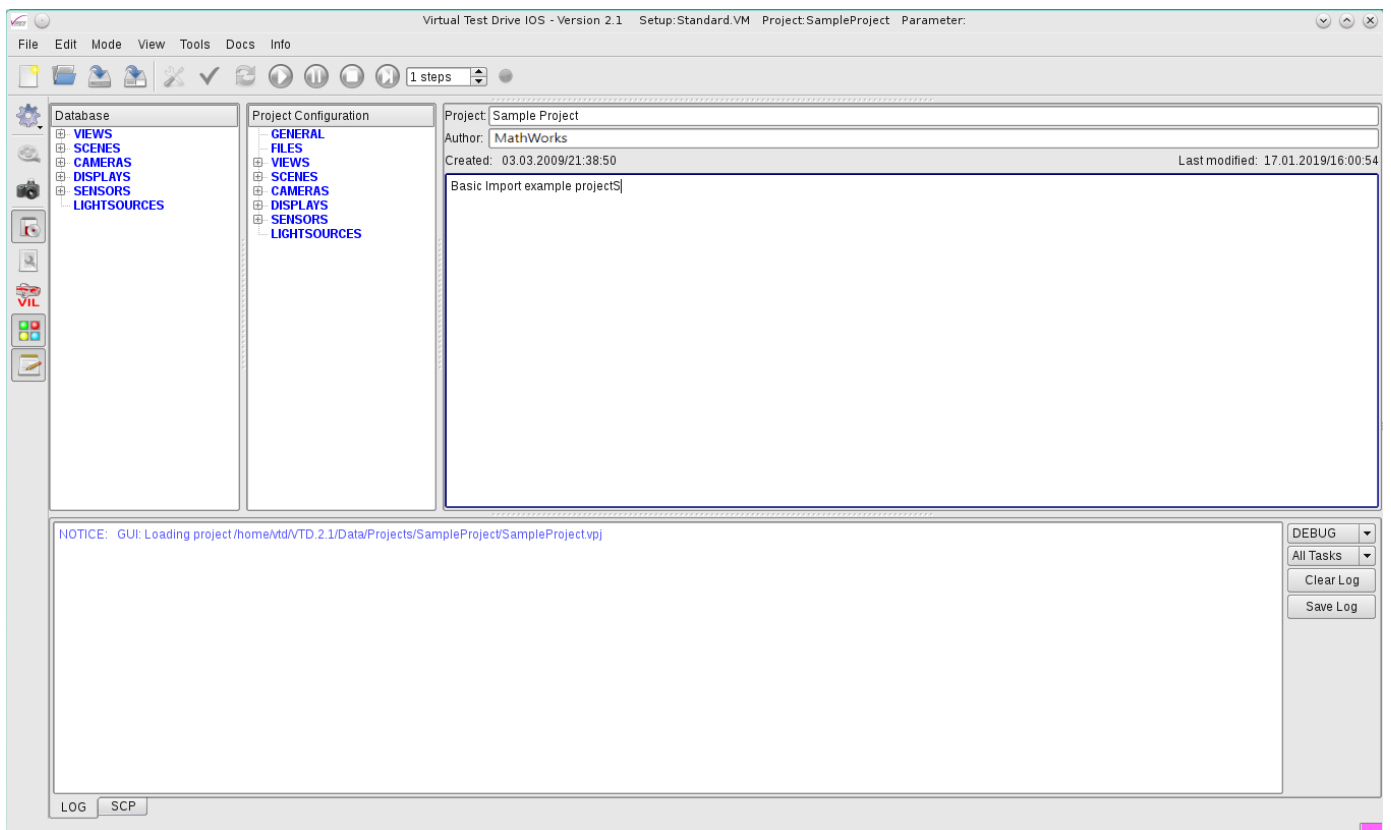 Virtual Test Drive IOS - Version 2.1 Setup:Standard.VM Project:SampleProject Parameter:
File Edit Mode View Tools Docs Info
1 steps
Database
VIEWS
SCENES
CAMERAS
DISPLAYS
SENSORS
LIGHTSOURCES
Project Configuration
GENERAL
FILES
VIEWS
SCENES
CAMERAS
DISPLAYS
SENSORS
LIGHTSOURCES
Project: Sample Project
Author: MathWorks
Created: 03.03.2009/21:38:50 Last modified: 17.01.2019/16:00:54
Basic Import example projectS
VIL
NOTICE: GUI: Loading project /home/vtd/VTD.2.1/Data/Projects/SampleProject/SampleProject.vpj
DEBUG
All Tasks
Clear Log
Save Log
LOG SCP